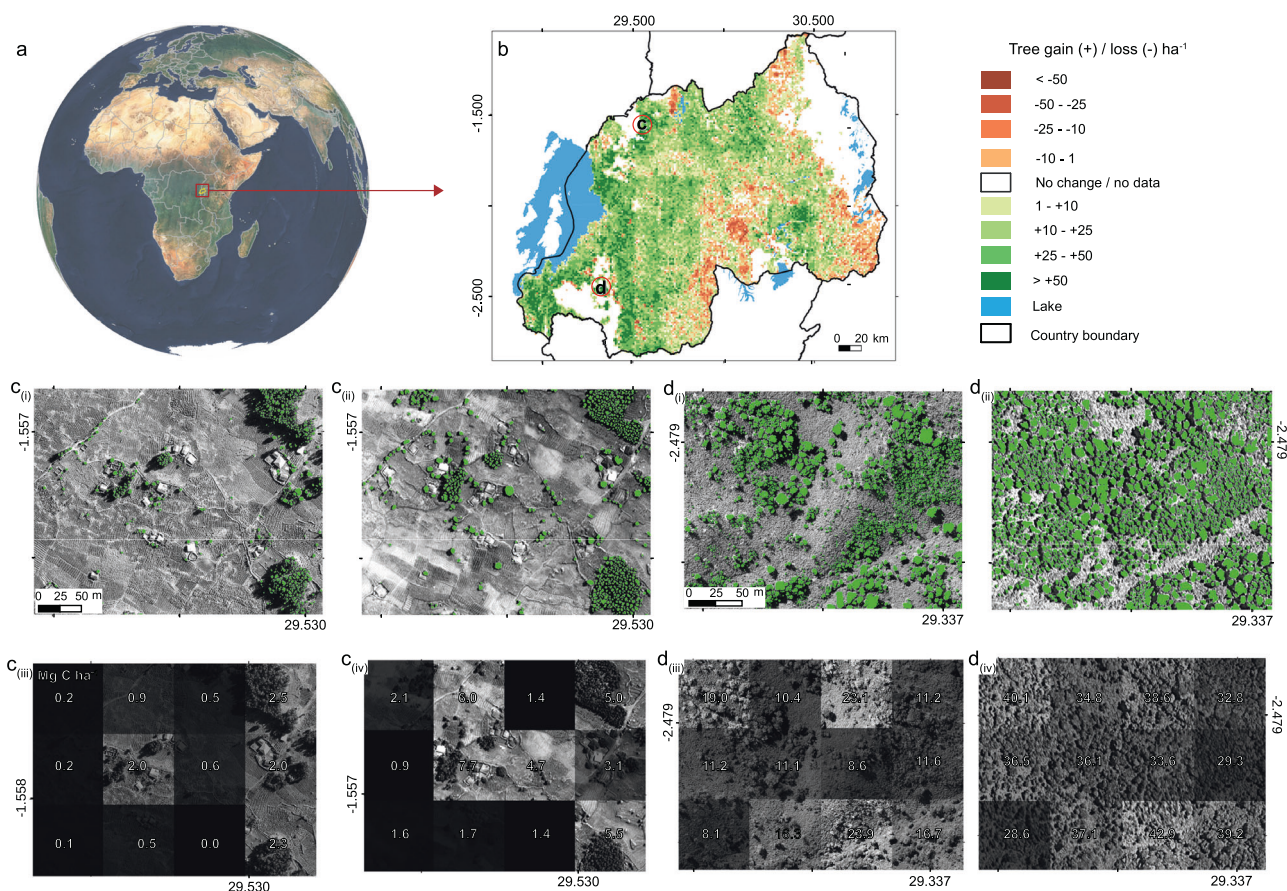 a
b
29.500
30.500
-1.500
-2.500
c
d
0 20 km
Tree gain (+) / loss (-) ha⁻¹
< -50
-50 - -25
-25 - -10
-10 - 1
No change / no data
1 - +10
+10 - +25
+25 - +50
> +50
Lake
Country boundary
c(i)
-1.557
0 25 50 m
29.530
c(ii)
29.530
d(i)
-2.479
0 25 50 m
29.337
d(ii)
-2.479
29.337
c(iii)
Mg C ha⁻
0.2 0.9 0.5 2.5
0.2 2.0 0.6 2.0
0.1 0.5 0.0 2.3
-1.558
29.530
c(iv)
2.1 6.0 1.4 5.0
0.9 7.7 4.7 3.1
1.6 1.7 1.4 5.5
-1.557
29.530
d(iii)
19.0 10.4 23.1 11.2
11.2 11.1 8.6 11.6
8.1 23.9 16.7
-2.479
29.337
d(iv)
40.1 34.8 38.6 32.8
36.5 36.1 33.6 29.3
28.6 37.1 42.9 39.2
-2.479
29.337